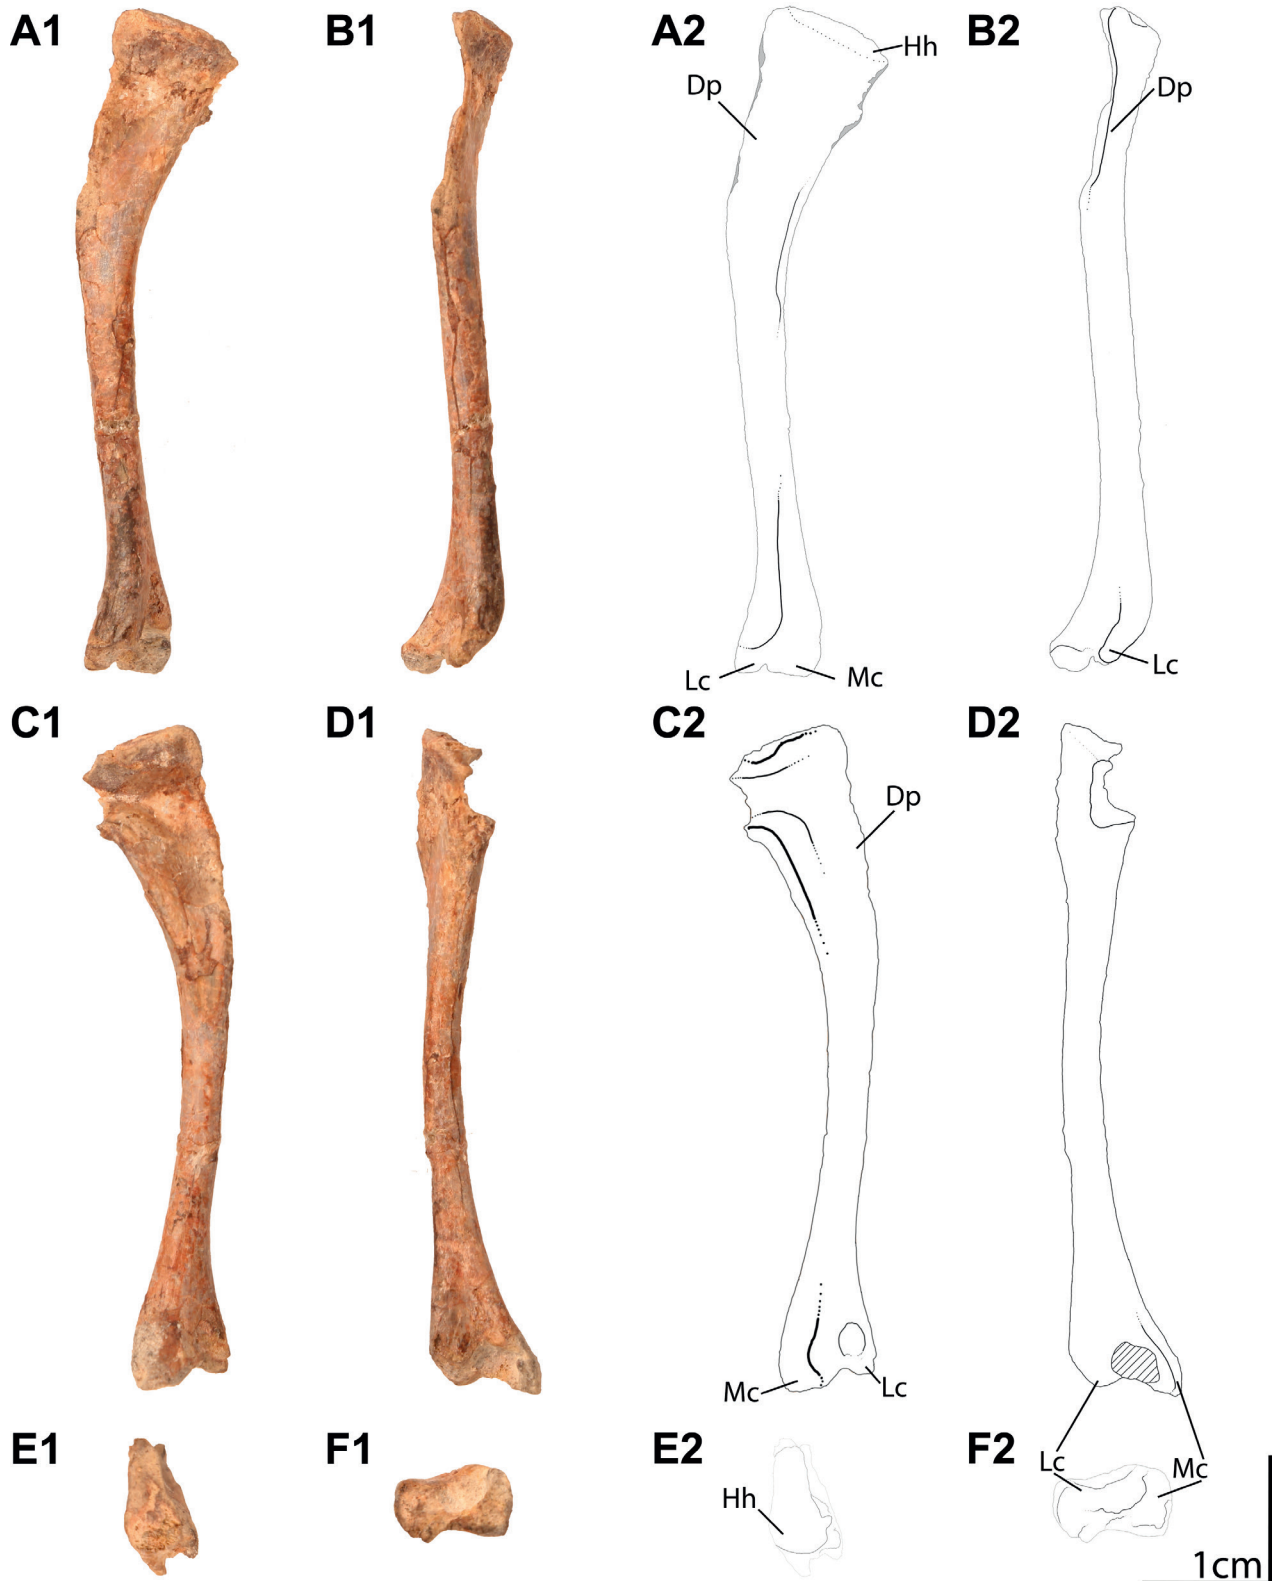 A1 B1 A2 B2
Hh
Dp
Dp
Lc Mc Lc
C1 D1 C2 D2
Dp
Mc Lc
E1 F1 E2 F2
Lc Mc
Hh
1cm